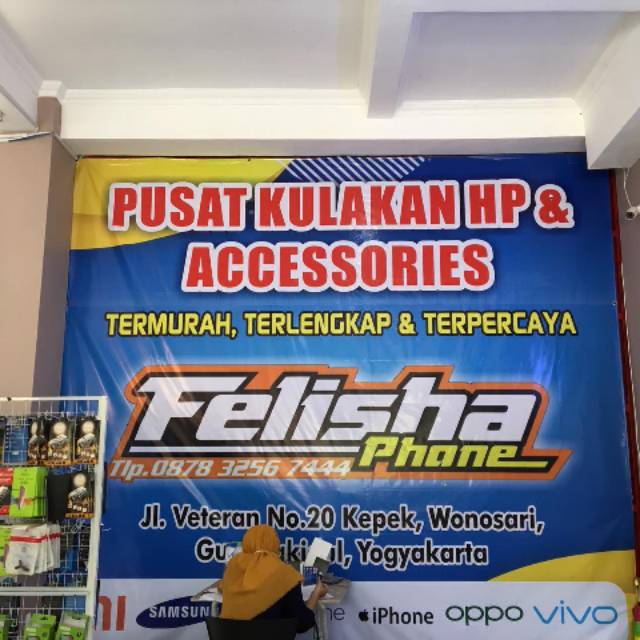 PUSAT KULAKAN HP &
ACCESSORIES
TERMURAH, TERLENGKAP & TERPERCAYA
Felisha
Phone
Tlp. 0878 3256 7444
Jl. Veteran No.20 Kepek, Wonosari,
Yogyakarta
SAMSUNG iPhone oppo vivo